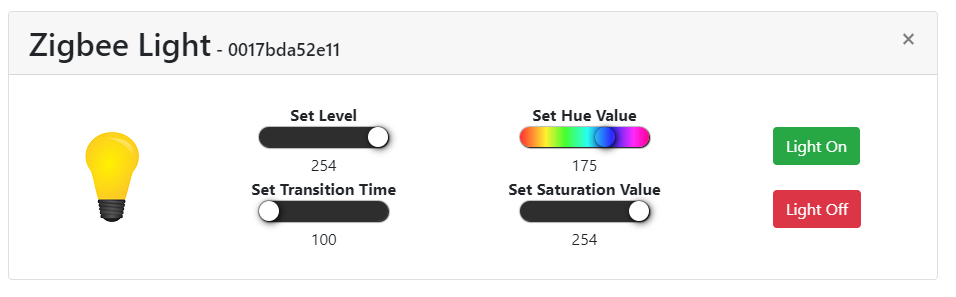 Zigbee Light - 0017bda52e11
×
Set Level
254
Set Transition Time
100
Set Hue Value
175
Set Saturation Value
254
Light On
Light Off